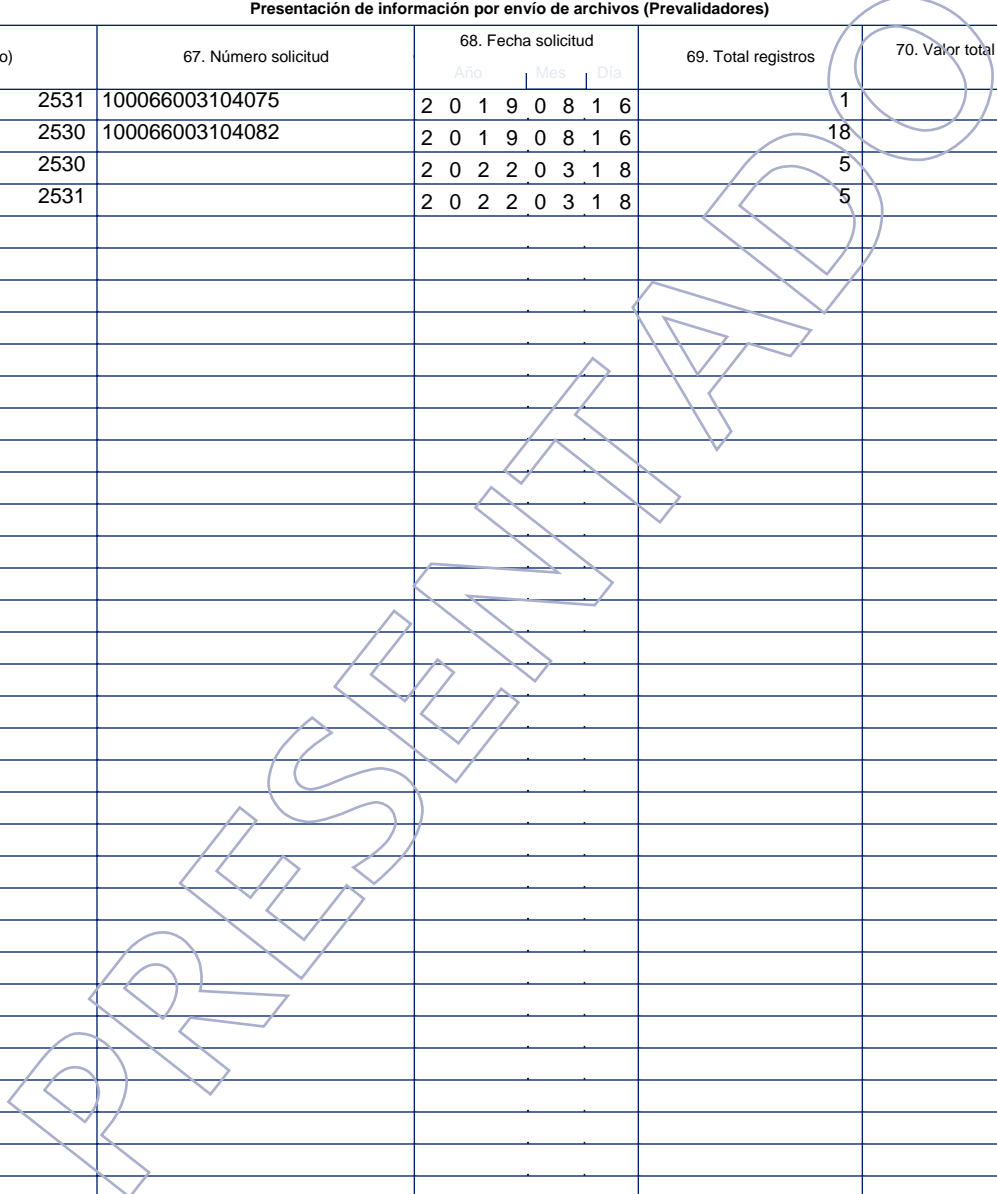 Presentación de información por envío de archivos (Prevalidadores)
o) 67. Número solicitud 68. Fecha solicitud 69. Total registros 70. Valor total
Año Mes Día
2531 100066003104075 2 0 1 9 0 8 1 6 1
2530 100066003104082 2 0 1 9 0 8 1 6 18
2530 2 0 2 2 0 3 1 8 5
2531 2 0 2 2 0 3 1 8 5
PRESENTADO